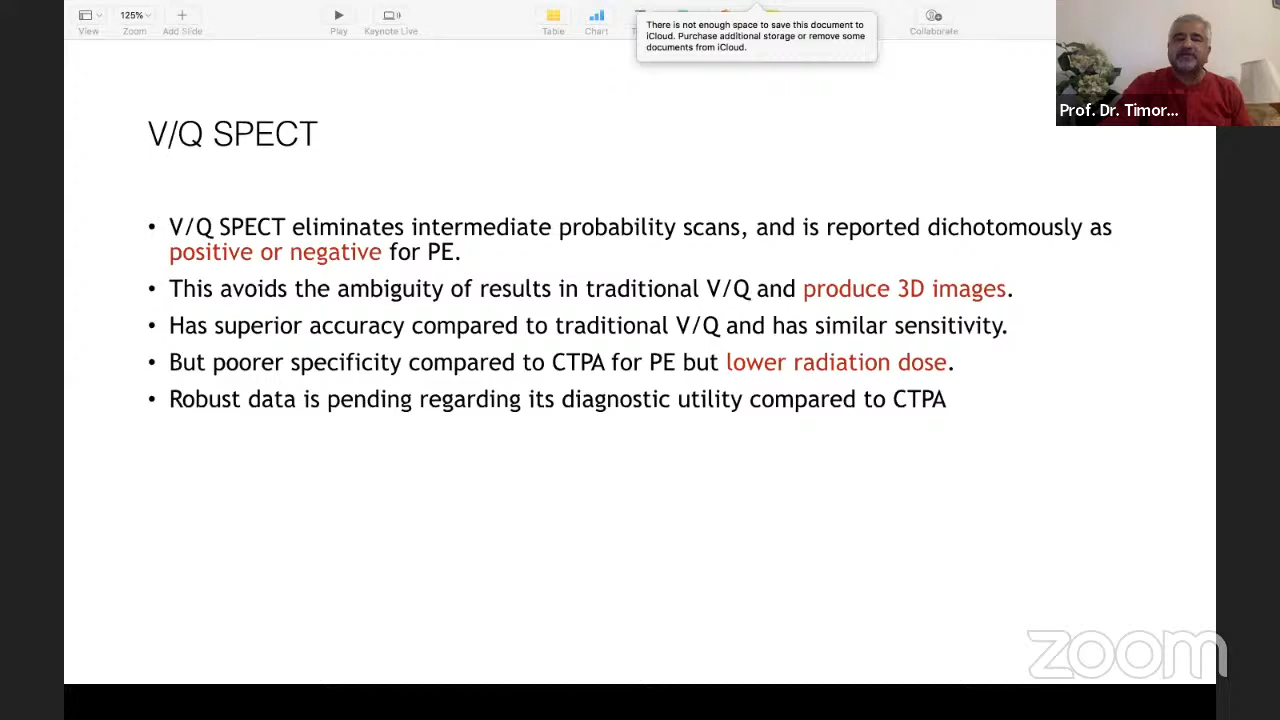 125%
View
Zoom
Add Slide
Play
Keynote Live
Table
Chart
Collaborate
There is not enough space to save this document to
iCloud. Purchase additional storage or remove some
documents from iCloud.
Prof. Dr. Timor...
V/Q SPECT
• V/Q SPECT eliminates intermediate probability scans, and is reported dichotomously as
positive or negative for PE.
• This avoids the ambiguity of results in traditional V/Q and produce 3D images.
• Has superior accuracy compared to traditional V/Q and has similar sensitivity.
• But poorer specificity compared to CTPA for PE but lower radiation dose.
• Robust data is pending regarding its diagnostic utility compared to CTPA
zoom